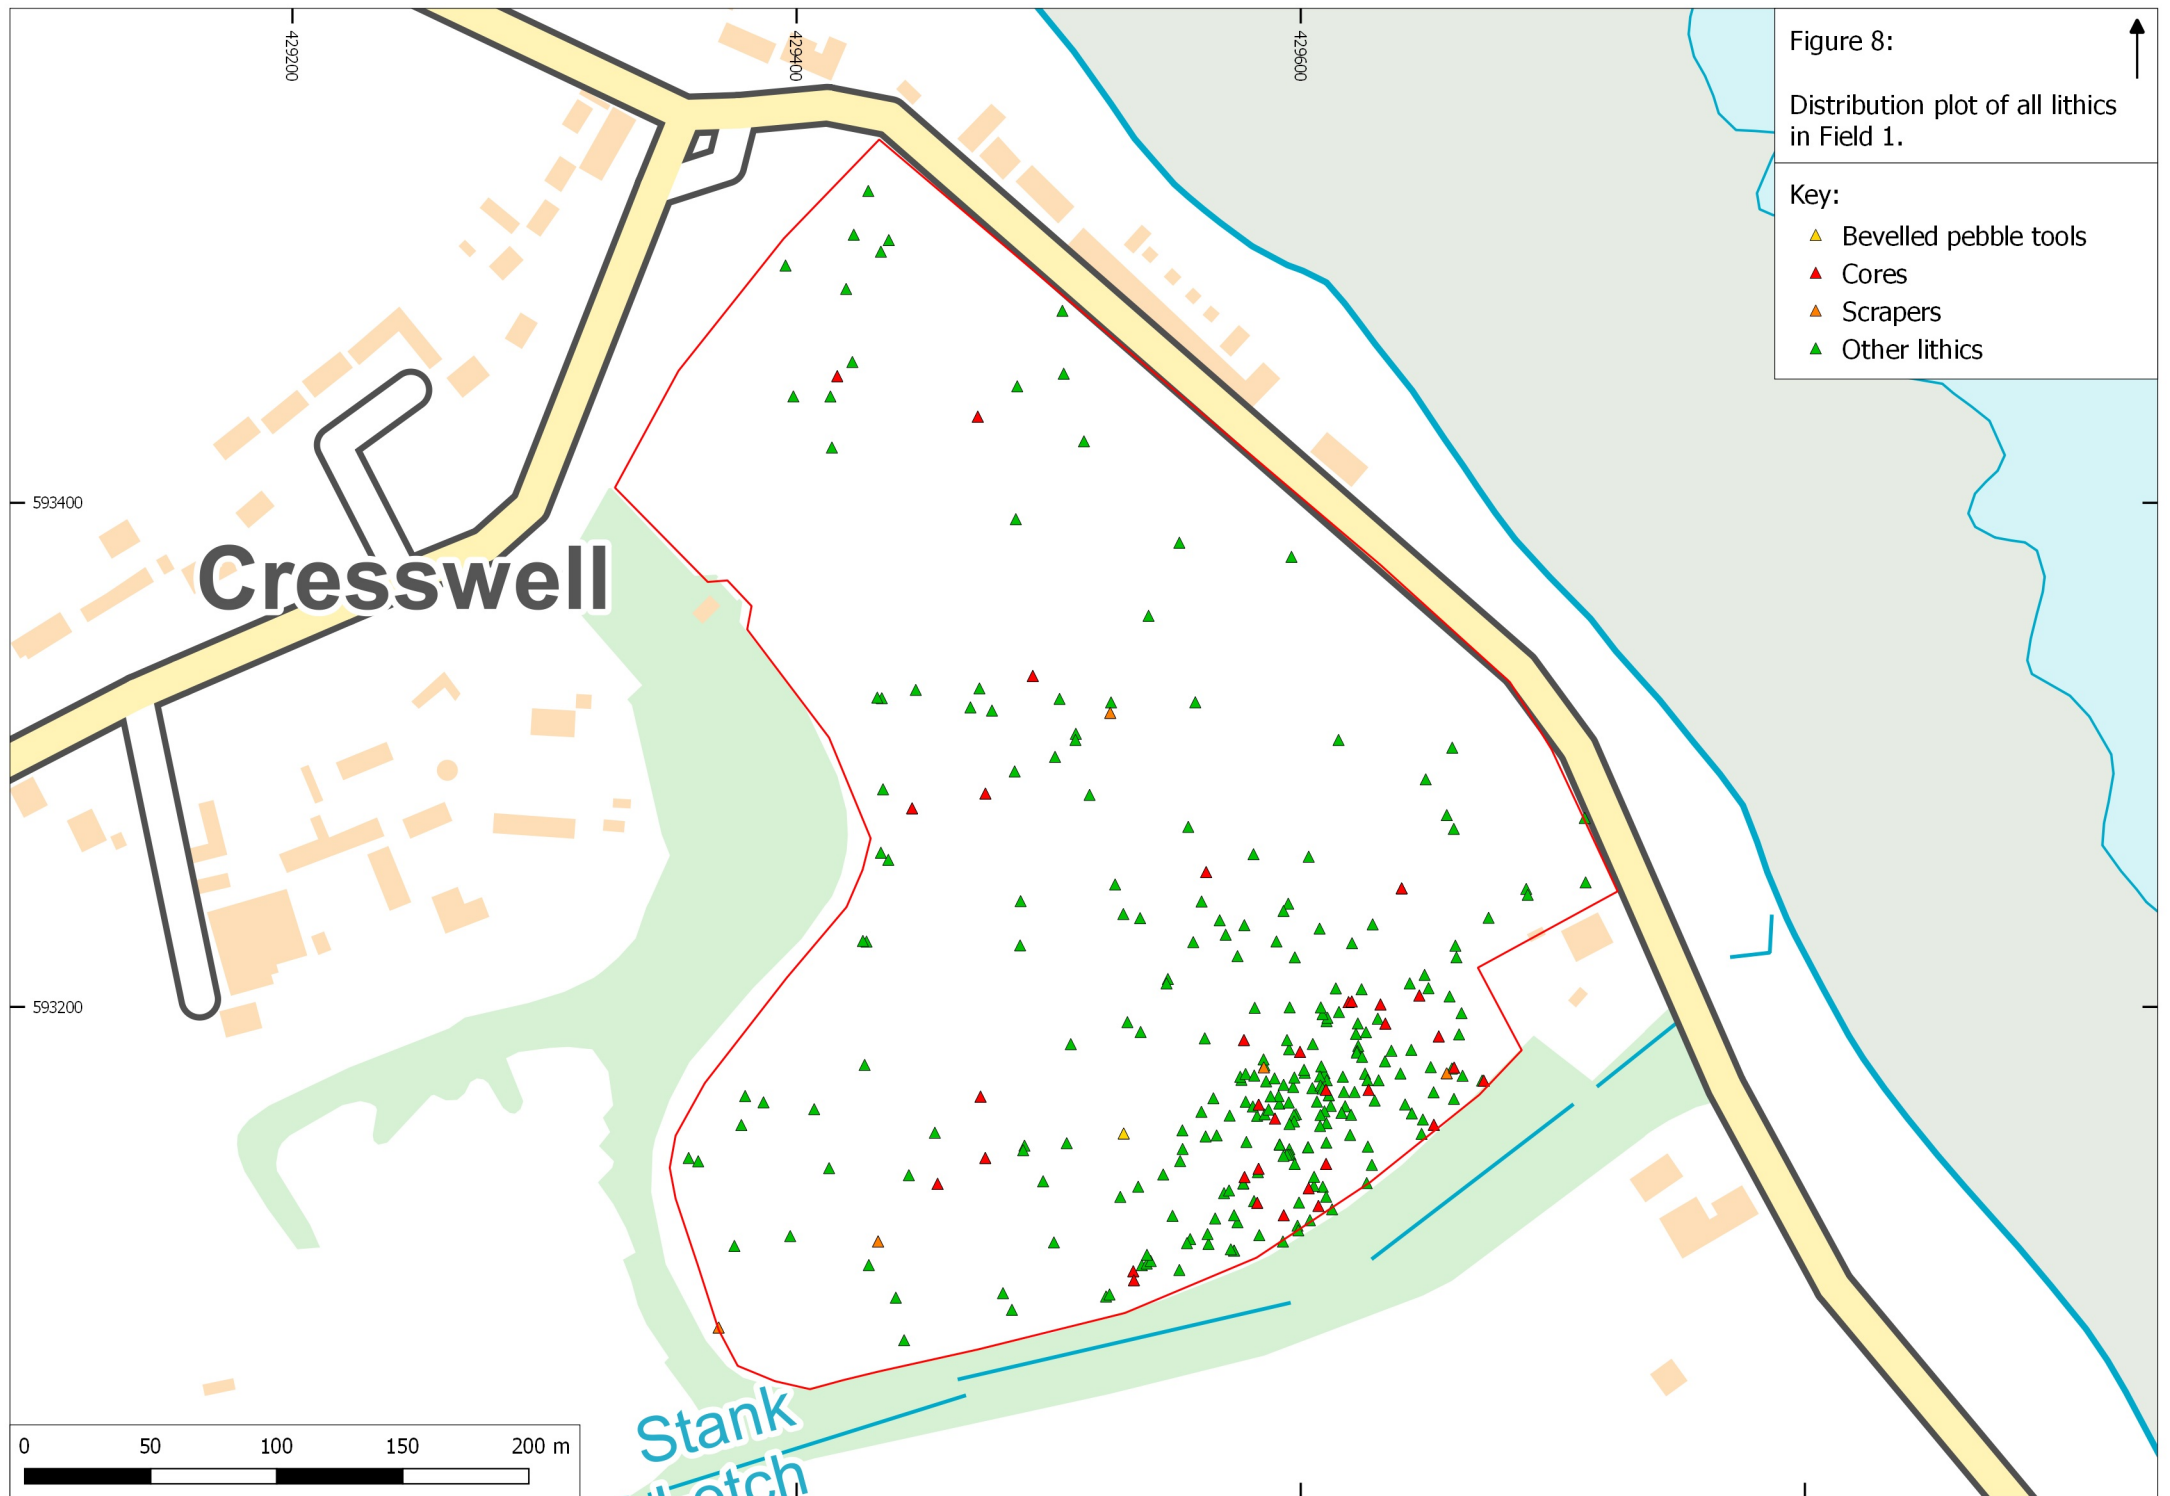 429200
429400
429600
Figure 8:
Distribution plot of all lithics
in Field 1.
Key:
Bevelled pebble tools
Cores
Scrapers
Other lithics
593400
Cresswell
593200
Stank
0 50 100 150 200 m